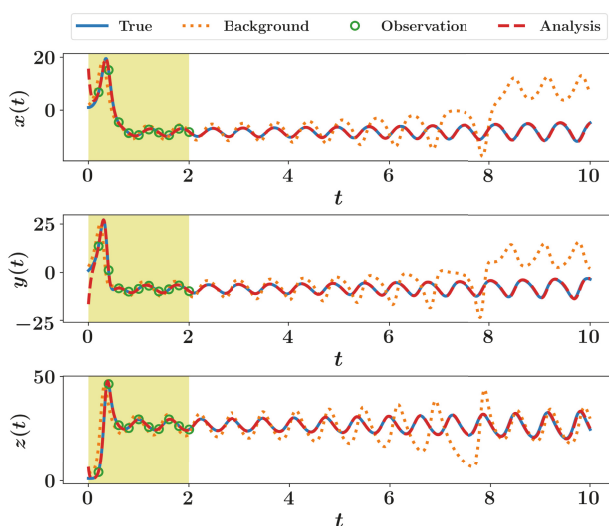 True Background Observation Analysis
20
0
x(t)
0 2 4 6 8 10
t
25
0
−25
y(t)
0 2 4 6 8 10
t
50
0
z(t)
0 2 4 6 8 10
t